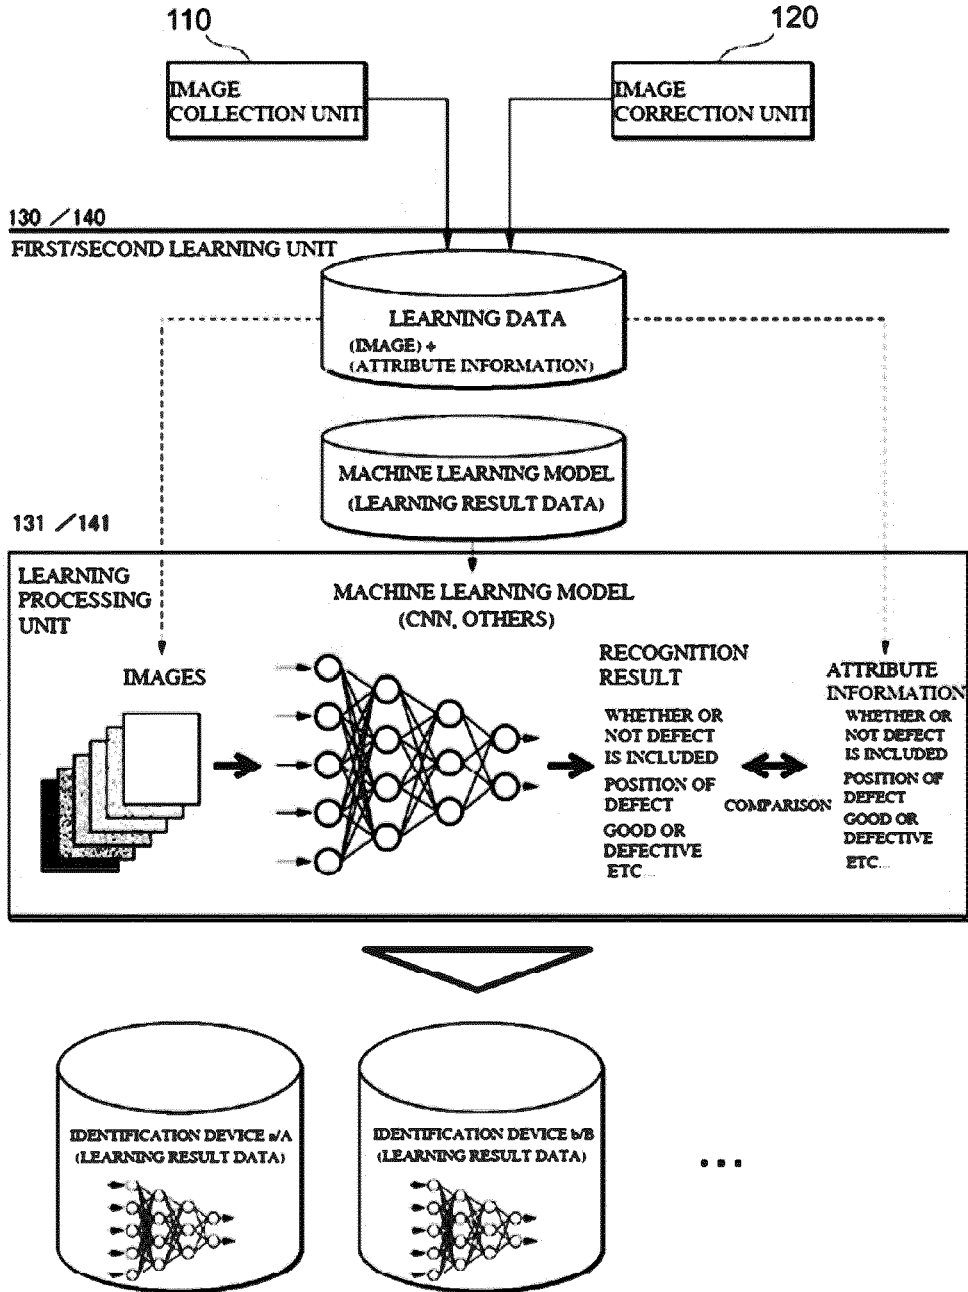 110
120
IMAGE
COLLECTION UNIT
IMAGE
CORRECTION UNIT
130 / 140
FIRST/SECOND LEARNING UNIT
LEARNING DATA
(IMAGE) +
(ATTRIBUTE INFORMATION)
MACHINE LEARNING MODEL
(LEARNING RESULT DATA)
131 / 141
LEARNING
PROCESSING
UNIT
MACHINE LEARNING MODEL
(CNN, OTHERS)
IMAGES
RECOGNITION
RESULT
WHETHER OR
NOT DEFECT
IS INCLUDED
POSITION OF
DEFECT
GOOD OR
DEFECTIVE
ETC...
COMPARISON
ATTRIBUTE
INFORMATION
WHETHER OR
NOT DEFECT
IS INCLUDED
POSITION OF
DEFECT
GOOD OR
DEFECTIVE
ETC...
IDENTIFICATION DEVICE a/A
(LEARNING RESULT DATA)
IDENTIFICATION DEVICE b/B
(LEARNING RESULT DATA)
...